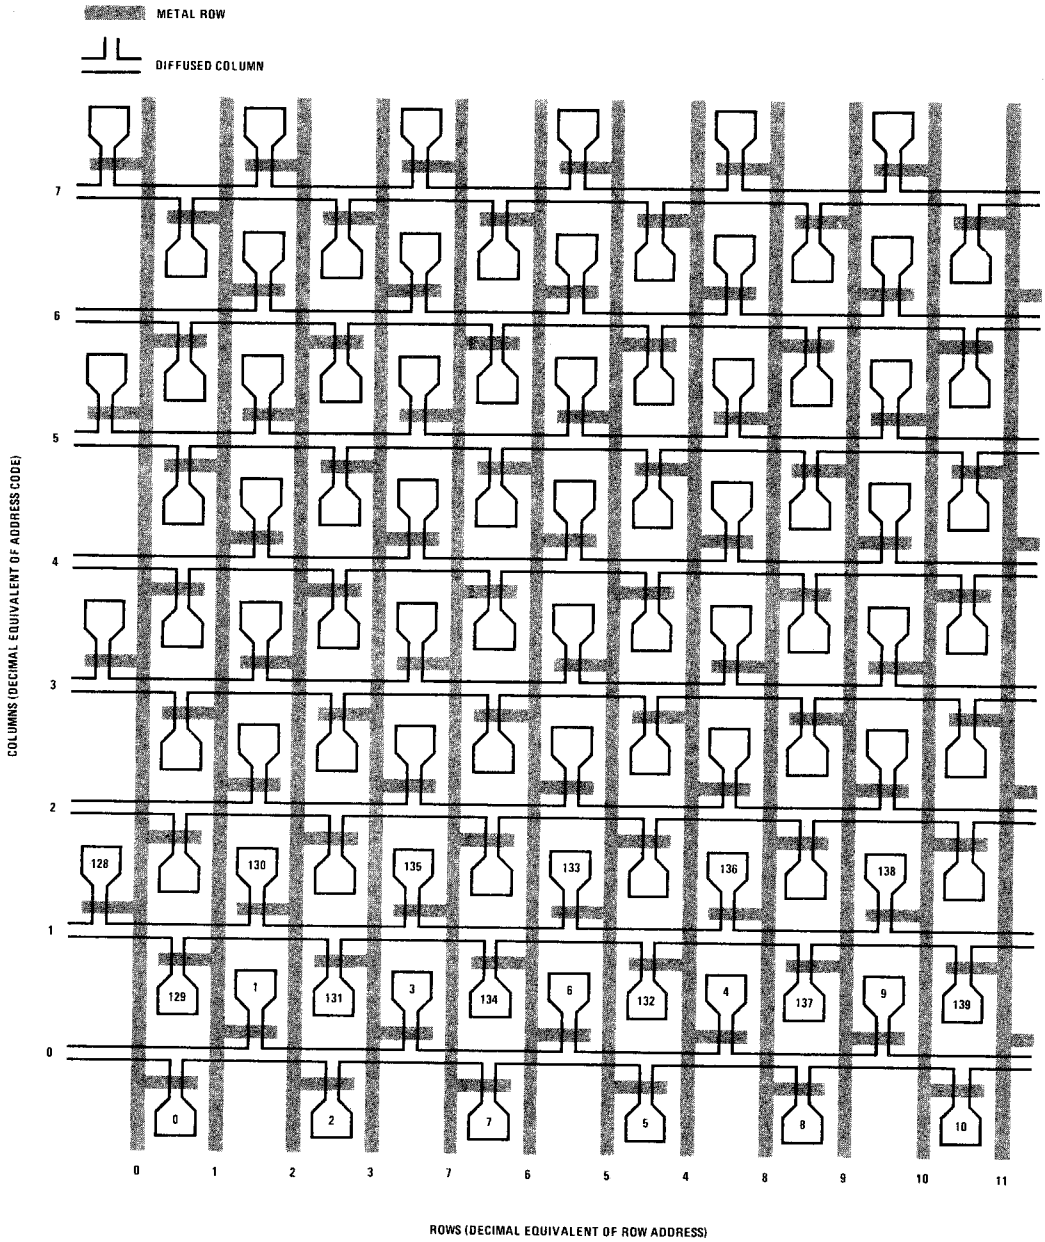 METAL ROW
DIFFUSED COLUMN
7
6
5
4
3
2
128 130 135 133 136 138
1
129 131 134 132 137 139
1 3 6 4 9
0
0 2 7 5 8 10
0 1 2 3 7 6 5 4 8 9 10 11
COLUMNS (DECIMAL EQUIVALENT OF ADDRESS CODE)
ROWS (DECIMAL EQUIVALENT OF ROW ADDRESS)